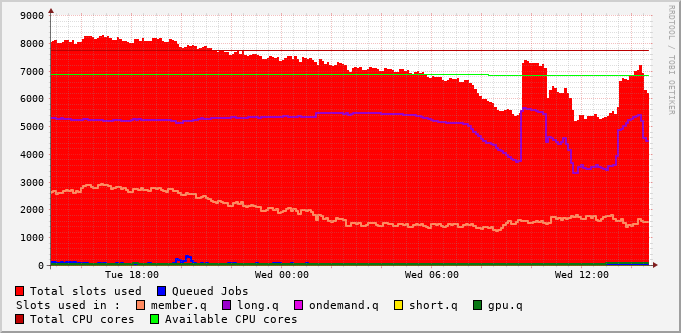 9000
8000
7000
6000
5000
4000
3000
2000
1000
0
Tue 18:00 Wed 00:00 Wed 06:00 Wed 12:00
RRDTOOL / TOBI OETIKER
Total slots used Queued Jobs
Slots used in : member.q long.q ondemand.q short.q gpu.q
Total CPU cores Available CPU cores